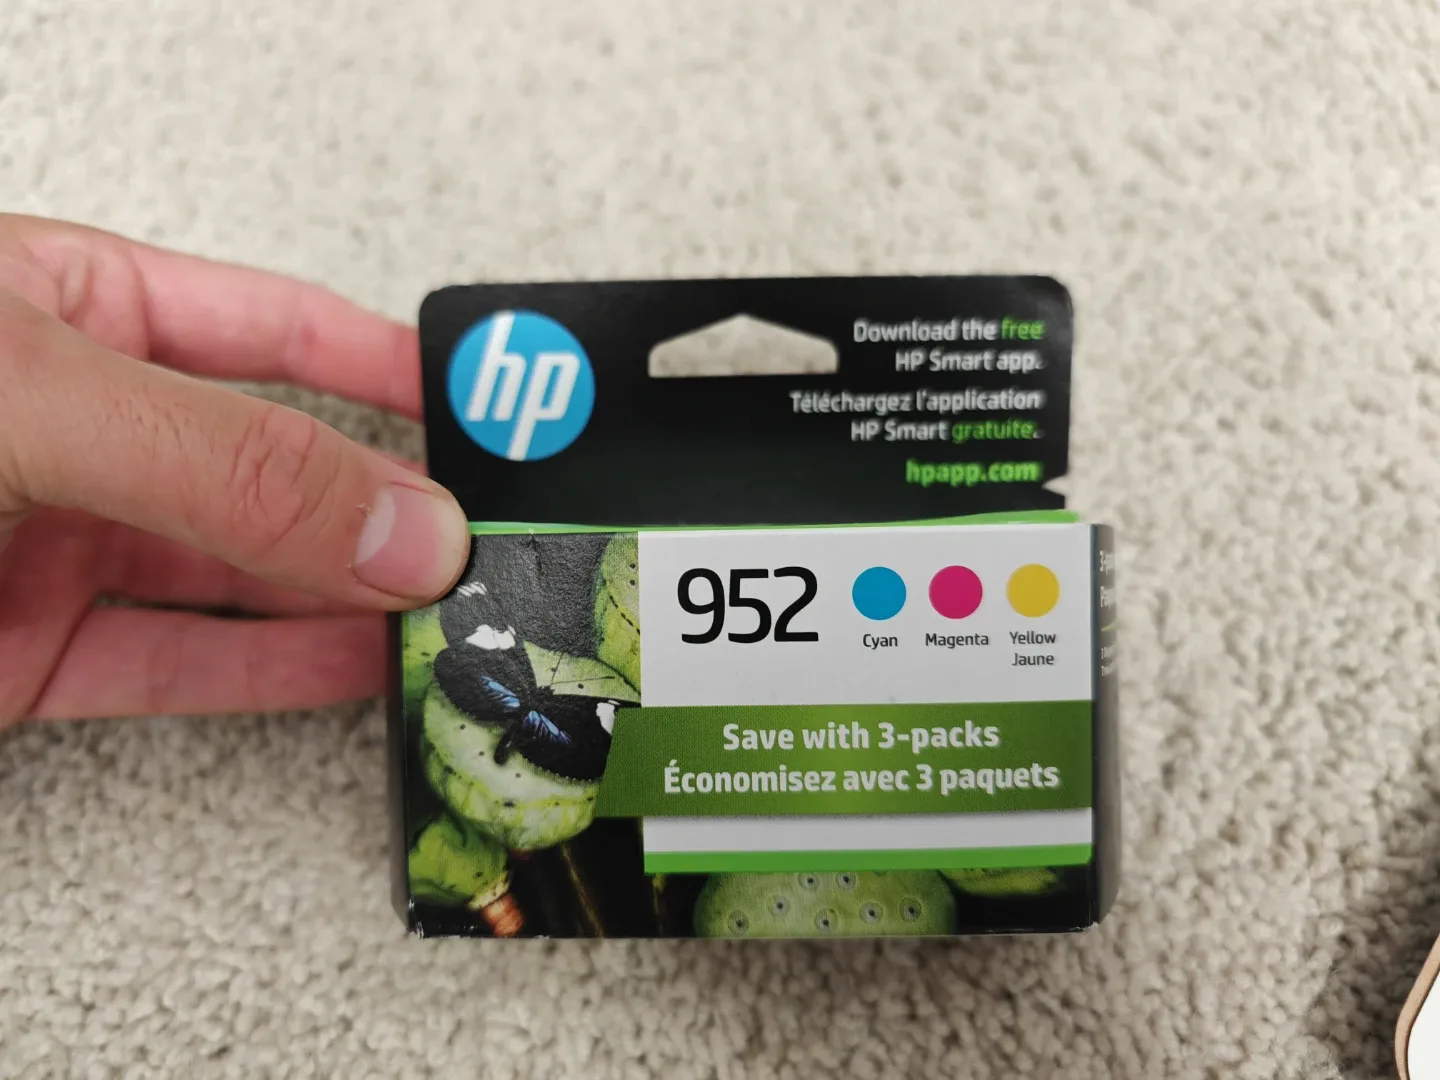 hp
Download the free
HP Smart app.
Téléchargez l'application
HP Smart gratuite.
hpapp.com
952
Cyan
Magenta
Yellow
Jaune
Save with 3-packs
Économisez avec 3 paquets